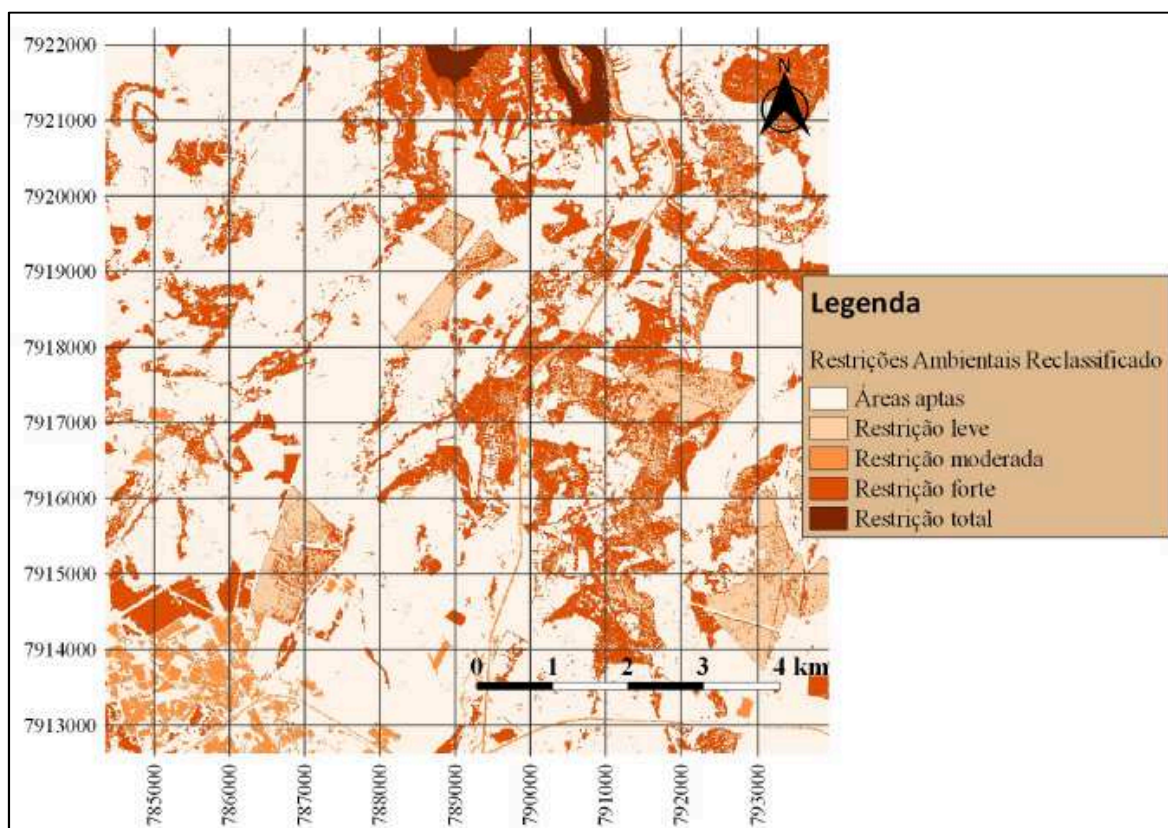 7922000
7921000
7920000
7919000
7918000
7917000
7916000
7915000
7914000
7913000
N
Legenda
Restrições Ambientais Reclassificado
Áreas aptas
Restrição leve
Restrição moderada
Restrição forte
Restrição total
0 1 2 3 4 km
785000
786000
787000
788000
789000
790000
791000
792000
793000